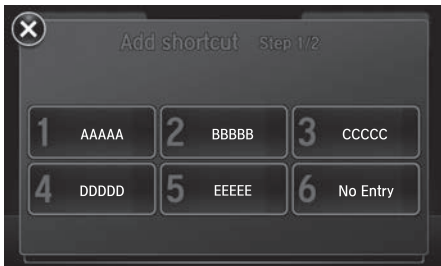 Add shortcut Step 1/2
1 AAAAA 2 BBBBB 3 CCCCC
4 DDDDD 5 EEEEE 6 No Entry